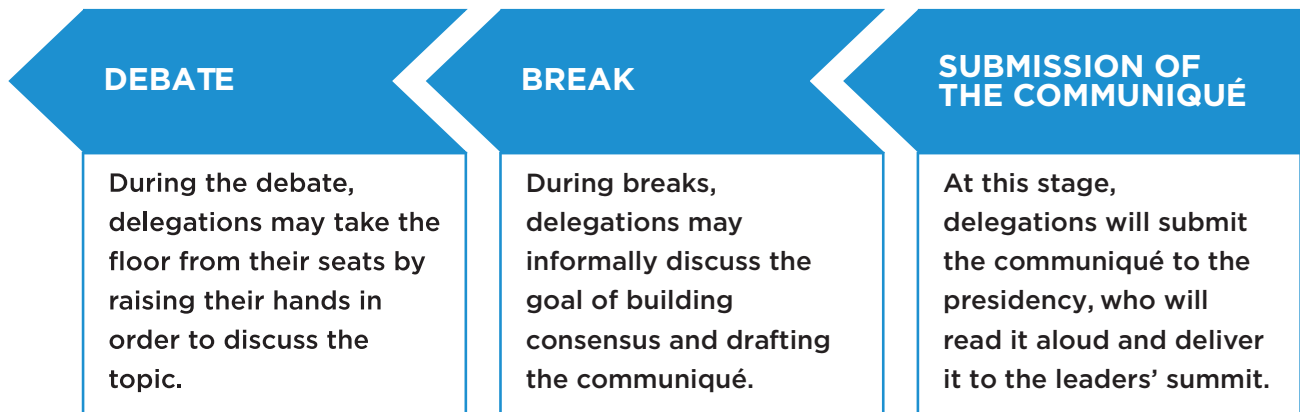 DEBATE
During the debate,
delegations may take the
floor from their seats by
raising their hands in
order to discuss the
topic.
BREAK
During breaks,
delegations may
informally discuss the
goal of building
consensus and drafting
the communiqué.
SUBMISSION OF
THE COMMUNIQUÉ
At this stage,
delegations will submit
the communiqué to the
presidency, who will
read it aloud and deliver
it to the leaders’ summit.